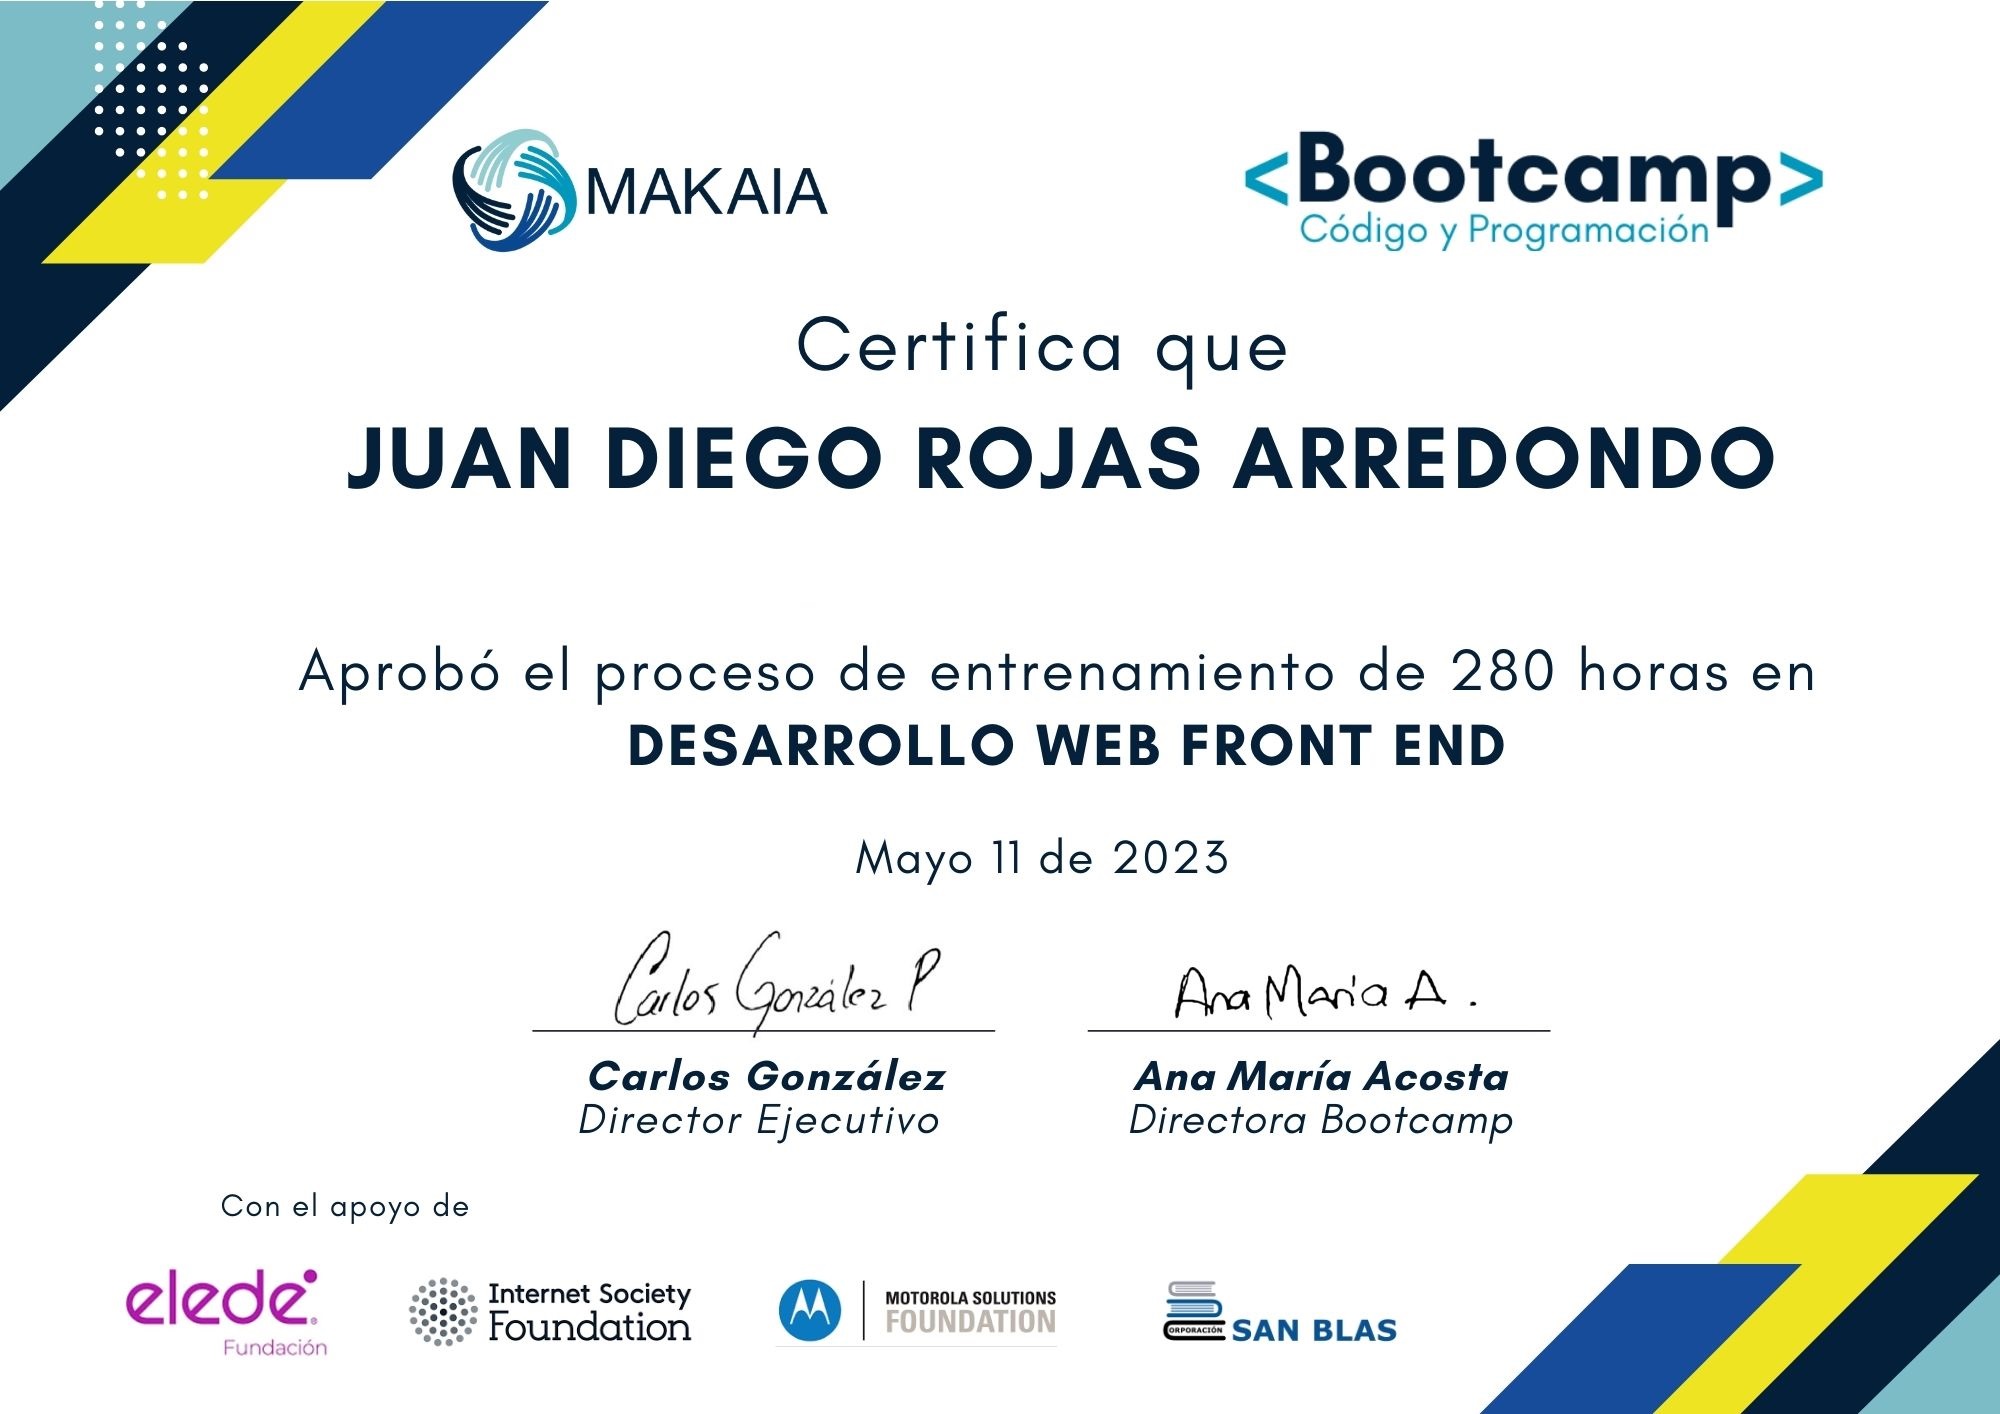 MAKAIA
<Bootcamp>
Código y Programación
Certifica que
JUAN DIEGO ROJAS ARREDONDO
Aprobó el proceso de entrenamiento de 280 horas en
DESARROLLO WEB FRONT END
Mayo 11 de 2023
Carlos González P
Ana María A.
Carlos González
Ana María Acosta
Director Ejecutivo
Directora Bootcamp
Con el apoyo de
elede
Fundación
Internet Society
Foundation
MOTOROLA SOLUTIONS
FOUNDATION
CORPORACIÓN SAN BLAS